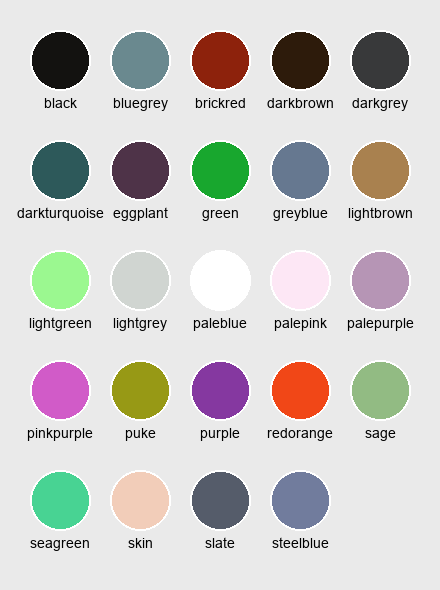 black bluegrey brickred darkbrown darkgrey
darkturquoise eggplant green greyblue lightbrown
lightgreen lightgrey paleblue palepink palepurple
pinkpurple puke purple redorange sage
seagreen skin slate steelblue